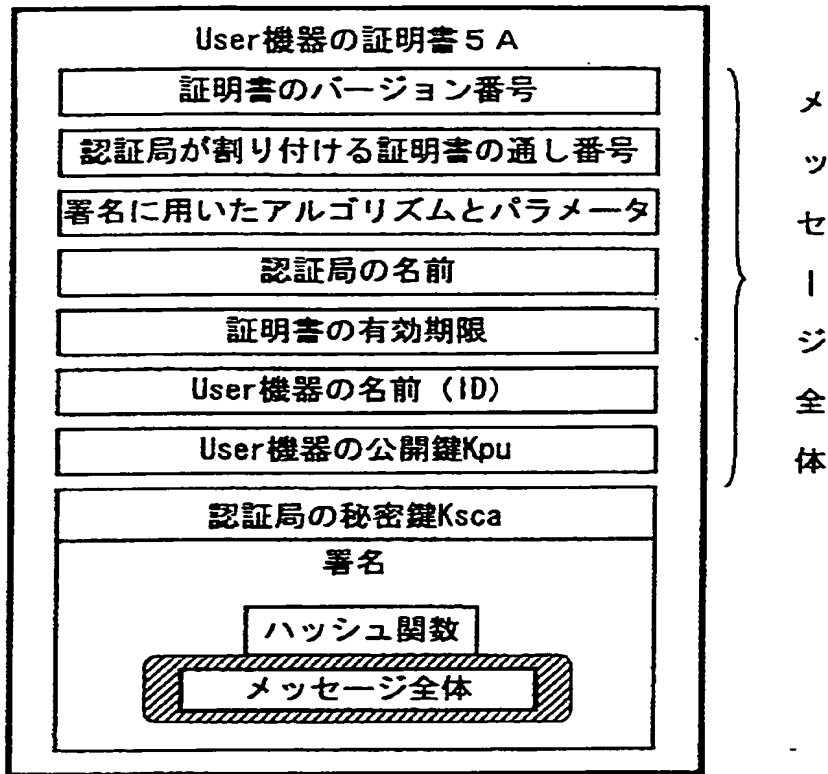 User機器の証明書5A
証明書のバージョン番号
認証局が割り付ける証明書の通し番号
署名に用いたアルゴリズムとパラメータ
認証局の名前
証明書の有効期限
User機器の名前 (ID)
User機器の公開鍵Kpu
認証局の秘密鍵Ksca
署名
ハッシュ関数
メッセージ全体
メッセージ全体